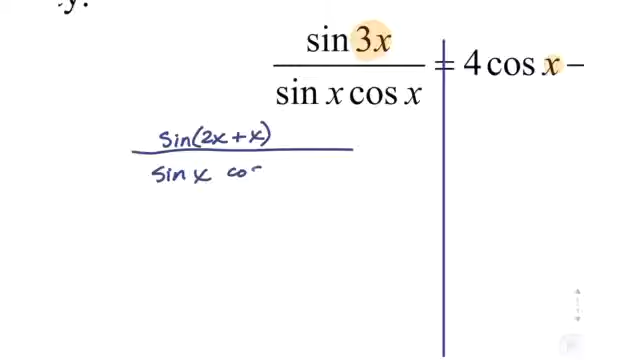 y.
sin 3x
sin x cos x = 4 cos x −
sin(2x + x)
sin x co